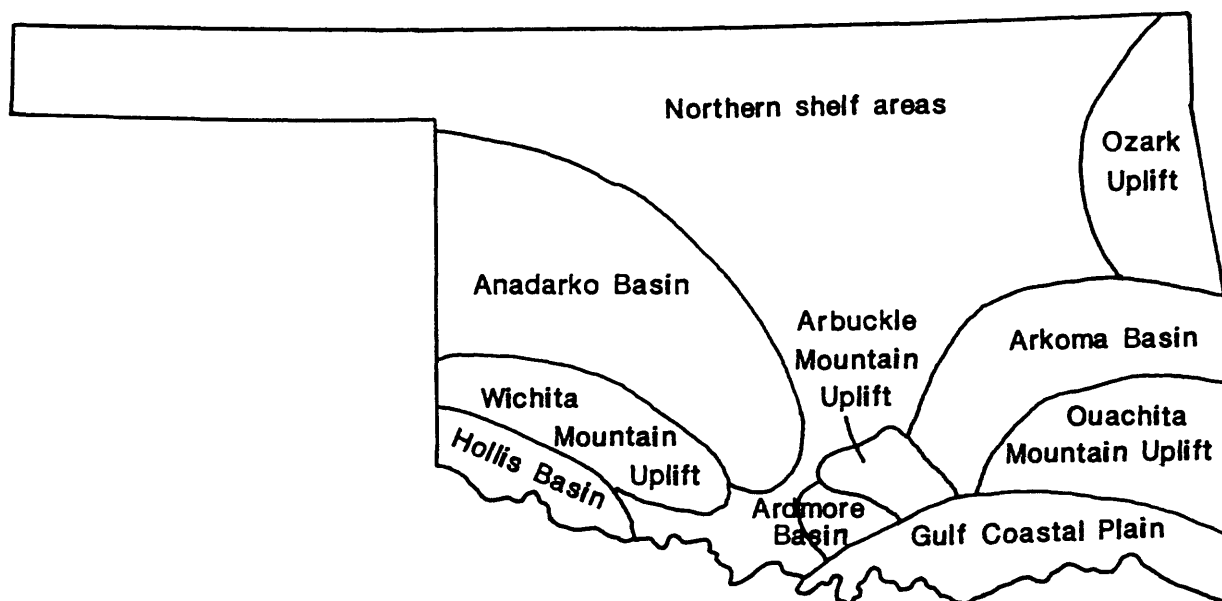 Northern shelf areas
Ozark
Uplift
Anadarko Basin
Arbuckle
Mountain
Uplift
Arkoma Basin
Wichita
Mountain
Uplift
Hollis Basin
Ouachita
Mountain Uplift
Ardmore
Basin
Gulf Coastal Plain